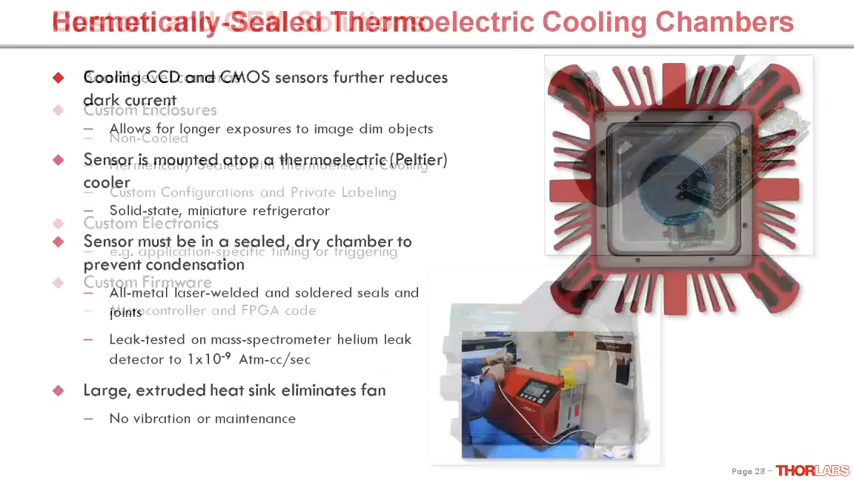 Hermetically-Sealed Thermoelectric Cooling Chambers
Cooling CCD and CMOS sensors further reduces
dark current
Custom Enclosures
– Allows for longer exposures to image dim objects
– Non-Cooled
Sensor is mounted atop a thermoelectric (Peltier)
– Hermetically Sealed with Thermoelectric Cooling
cooler
– Custom Configurations and Private Labeling
– Solid-state, miniature refrigerator
Custom Electronics
Sensor must be in a sealed, dry chamber to
– e.g. application-specific timing or triggering
prevent condensation
Custom Firmware
– All-metal laser-welded and soldered seals and
joints
– Microcontroller and FPGA code
– Leak-tested on mass-spectrometer helium leak
detector to 1x10⁻⁹ Atm-cc/sec
Large, extruded heat sink eliminates fan
– No vibration or maintenance
Page 28 – THORLABS